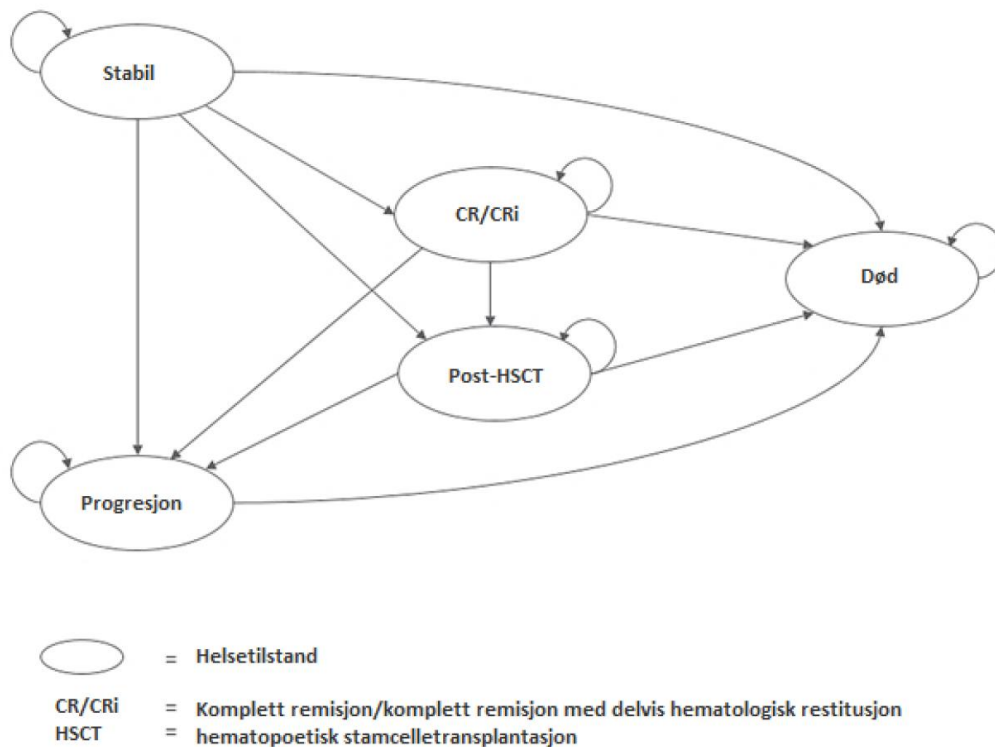 Stabil
CR/CRi
Død
Post-HSCT
Progresjon
= Helsetilstand
CR/CRi = Komplett remisjon/komplett remisjon med delvis hematologisk restitusjon
HSCT = hematopoetisk stamcelletransplantasjon